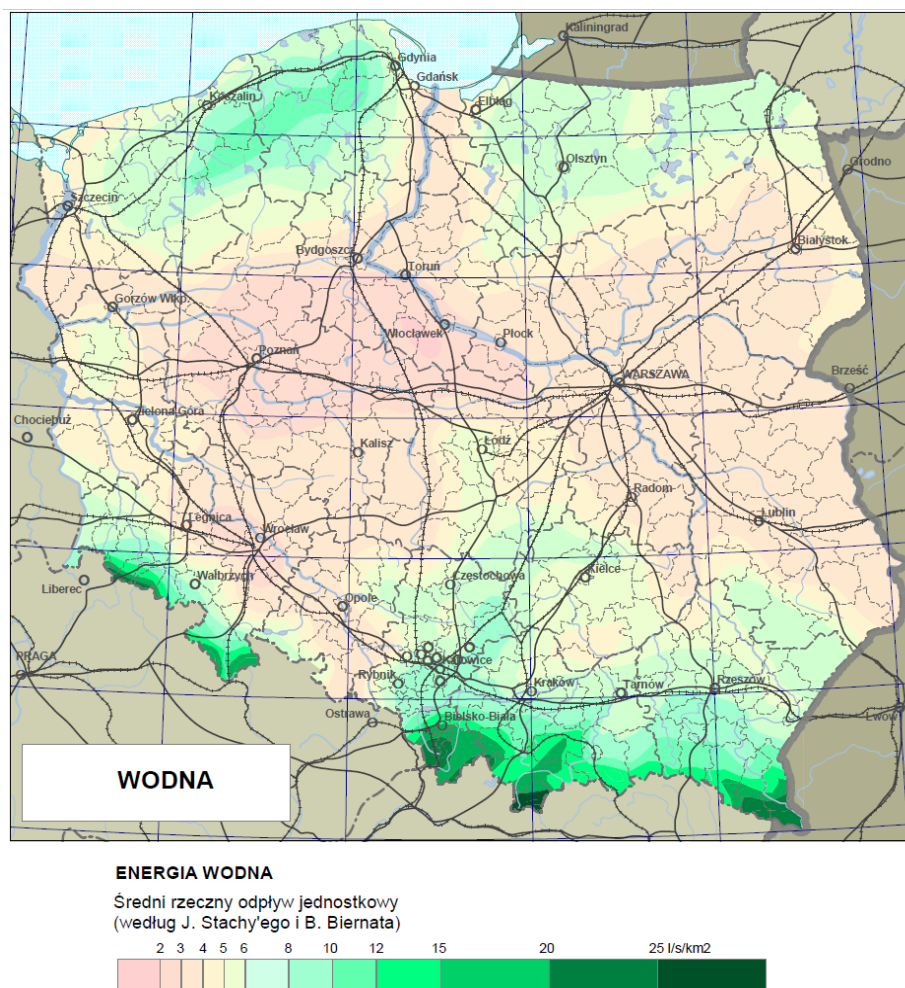 Kaliningrad
Gdynia
Gdańsk
Koszalin
Elbląg
Olsztyn
Grodno
Szczecin
Białystok
Bydgoszcz
Toruń
Gorzów Wlkp.
Włocławek
Płock
Poznań
WARSZAWA
Brześć
Chociebuż
Zielona Góra
Kalisz
Łódź
Radom
Lublin
Legnica
Wrocław
Liberec
Wałbrzych
Częstochowa
Kielce
Opole
PRAGA
Katowice
Rybnik
Kraków
Tarnów
Rzeszów
Ostrawa
Bielsko-Biała
Lwów
WODNA
ENERGIA WODNA
Średni rzeczny odpływ jednostkowy
(według J. Stachy'ego i B. Biernata)
2 3 4 5 6 8 10 12 15 20 25 l/s/km2